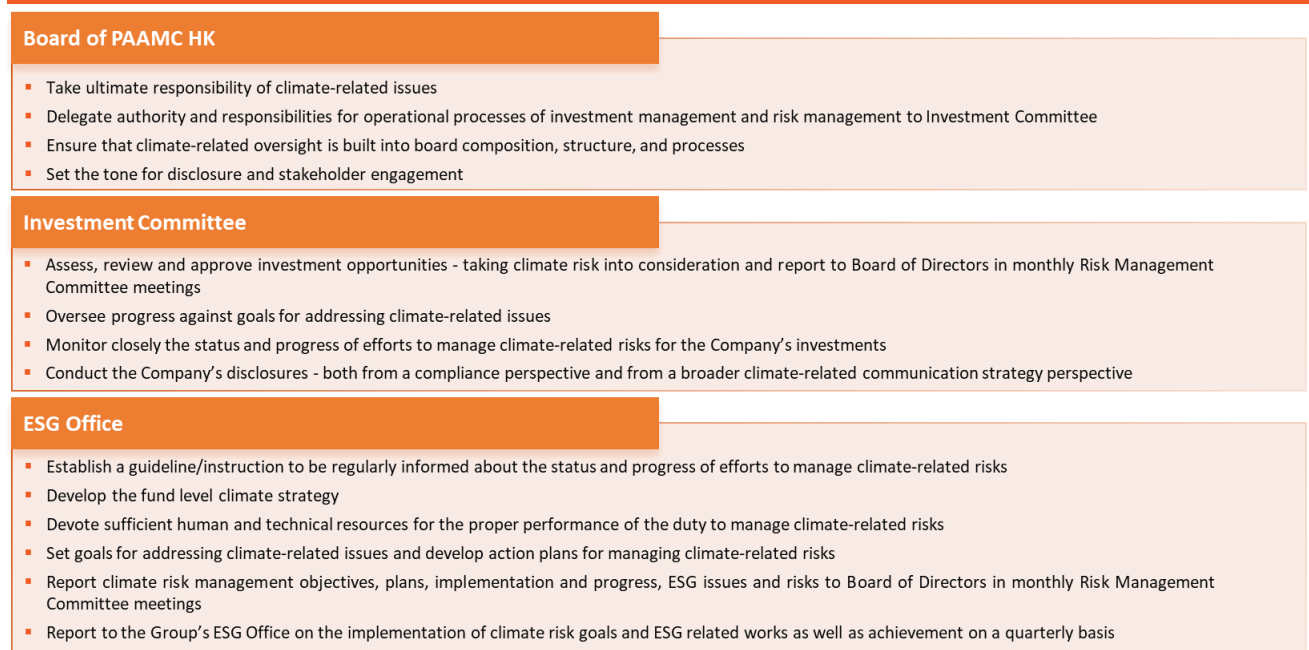 Board of PAAMC HK
▪ Take ultimate responsibility of climate-related issues
▪ Delegate authority and responsibilities for operational processes of investment management and risk management to Investment Committee
▪ Ensure that climate-related oversight is built into board composition, structure, and processes
▪ Set the tone for disclosure and stakeholder engagement
Investment Committee
▪ Assess, review and approve investment opportunities - taking climate risk into consideration and report to Board of Directors in monthly Risk Management
Committee meetings
▪ Oversee progress against goals for addressing climate-related issues
▪ Monitor closely the status and progress of efforts to manage climate-related risks for the Company’s investments
▪ Conduct the Company’s disclosures - both from a compliance perspective and from a broader climate-related communication strategy perspective
ESG Office
▪ Establish a guideline/instruction to be regularly informed about the status and progress of efforts to manage climate-related risks
▪ Develop the fund level climate strategy
▪ Devote sufficient human and technical resources for the proper performance of the duty to manage climate-related risks
▪ Set goals for addressing climate-related issues and develop action plans for managing climate-related risks
▪ Report climate risk management objectives, plans, implementation and progress, ESG issues and risks to Board of Directors in monthly Risk Management
Committee meetings
▪ Report to the Group’s ESG Office on the implementation of climate risk goals and ESG related works as well as achievement on a quarterly basis